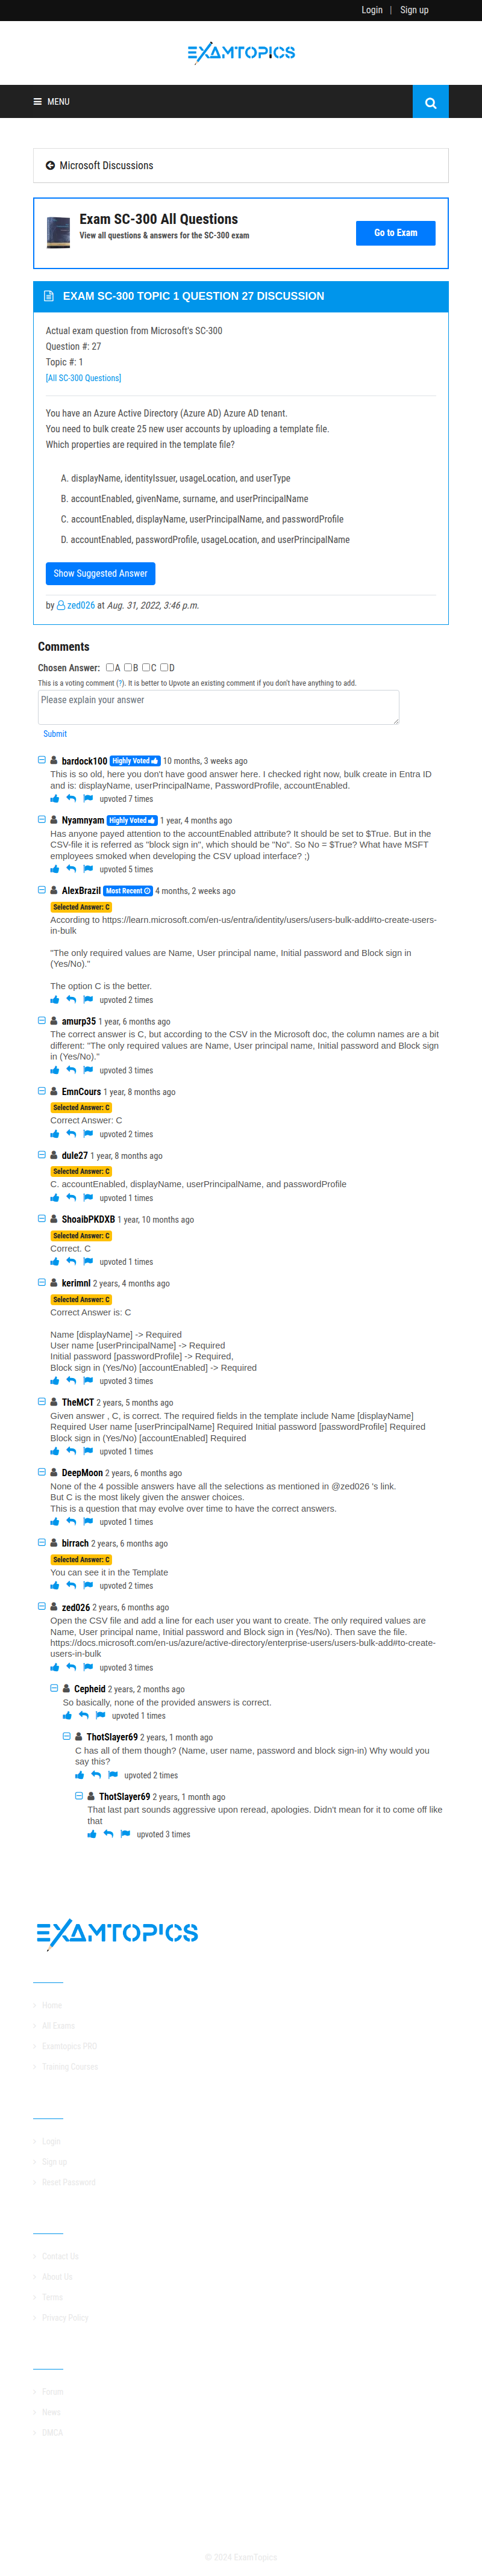 Login | Sign up
EXAMTOPICS
MENU
Microsoft Discussions
Exam SC-300 All Questions
View all questions & answers for the SC-300 exam
Go to Exam
EXAM SC-300 TOPIC 1 QUESTION 27 DISCUSSION
Actual exam question from Microsoft's SC-300
Question #: 27
Topic #: 1
[All SC-300 Questions]
You have an Azure Active Directory (Azure AD) Azure AD tenant.
You need to bulk create 25 new user accounts by uploading a template file.
Which properties are required in the template file?
A. displayName, identityIssuer, usageLocation, and userType
B. accountEnabled, givenName, surname, and userPrincipalName
C. accountEnabled, displayName, userPrincipalName, and passwordProfile
D. accountEnabled, passwordProfile, usageLocation, and userPrincipalName
Show Suggested Answer
by zed026 at Aug. 31, 2022, 3:46 p.m.
Comments
Chosen Answer: A B C D
This is a voting comment (?). It is better to Upvote an existing comment if you don't have anything to add.
Please explain your answer
Submit
bardock100 Highly Voted 10 months, 3 weeks ago
This is so old, here you don't have good answer here. I checked right now, bulk create in Entra ID
and is: displayName, userPrincipalName, PasswordProfile, accountEnabled.
upvoted 7 times
Nyamnyam Highly Voted 1 year, 4 months ago
Has anyone payed attention to the accountEnabled attribute? It should be set to $True. But in the
CSV-file it is referred as "block sign in", which should be "No". So No = $True? What have MSFT
employees smoked when developing the CSV upload interface? ;)
upvoted 5 times
AlexBrazil Most Recent 4 months, 2 weeks ago
Selected Answer: C
According to https://learn.microsoft.com/en-us/entra/identity/users/users-bulk-add#to-create-users-
in-bulk
"The only required values are Name, User principal name, Initial password and Block sign in
(Yes/No)."
The option C is the better.
upvoted 2 times
amurp35 1 year, 6 months ago
The correct answer is C, but according to the CSV in the Microsoft doc, the column names are a bit
different: "The only required values are Name, User principal name, Initial password and Block sign
in (Yes/No)."
upvoted 3 times
EmnCours 1 year, 8 months ago
Selected Answer: C
Correct Answer: C
upvoted 2 times
dule27 1 year, 8 months ago
Selected Answer: C
C. accountEnabled, displayName, userPrincipalName, and passwordProfile
upvoted 1 times
ShoaibPKDXB 1 year, 10 months ago
Selected Answer: C
Correct. C
upvoted 1 times
kerimnl 2 years, 4 months ago
Selected Answer: C
Correct Answer is: C
Name [displayName] -> Required
User name [userPrincipalName] -> Required
Initial password [passwordProfile] -> Required,
Block sign in (Yes/No) [accountEnabled] -> Required
upvoted 3 times
TheMCT 2 years, 5 months ago
Given answer , C, is correct. The required fields in the template include Name [displayName]
Required User name [userPrincipalName] Required Initial password [passwordProfile] Required
Block sign in (Yes/No) [accountEnabled] Required
upvoted 1 times
DeepMoon 2 years, 6 months ago
None of the 4 possible answers have all the selections as mentioned in @zed026 's link.
But C is the most likely given the answer choices.
This is a question that may evolve over time to have the correct answers.
upvoted 1 times
birrach 2 years, 6 months ago
Selected Answer: C
You can see it in the Template
upvoted 2 times
zed026 2 years, 6 months ago
Open the CSV file and add a line for each user you want to create. The only required values are
Name, User principal name, Initial password and Block sign in (Yes/No). Then save the file.
https://docs.microsoft.com/en-us/azure/active-directory/enterprise-users/users-bulk-add#to-create-
users-in-bulk
upvoted 3 times
Cepheid 2 years, 2 months ago
So basically, none of the provided answers is correct.
upvoted 1 times
ThotSlayer69 2 years, 1 month ago
C has all of them though? (Name, user name, password and block sign-in) Why would you
say this?
upvoted 2 times
ThotSlayer69 2 years, 1 month ago
That last part sounds aggressive upon reread, apologies. Didn't mean for it to come off like
that
upvoted 3 times
EXAMTOPICS
Home
All Exams
Examtopics PRO
Training Courses
Login
Sign up
Reset Password
Contact Us
About Us
Terms
Privacy Policy
Forum
News
DMCA
© 2024 ExamTopics